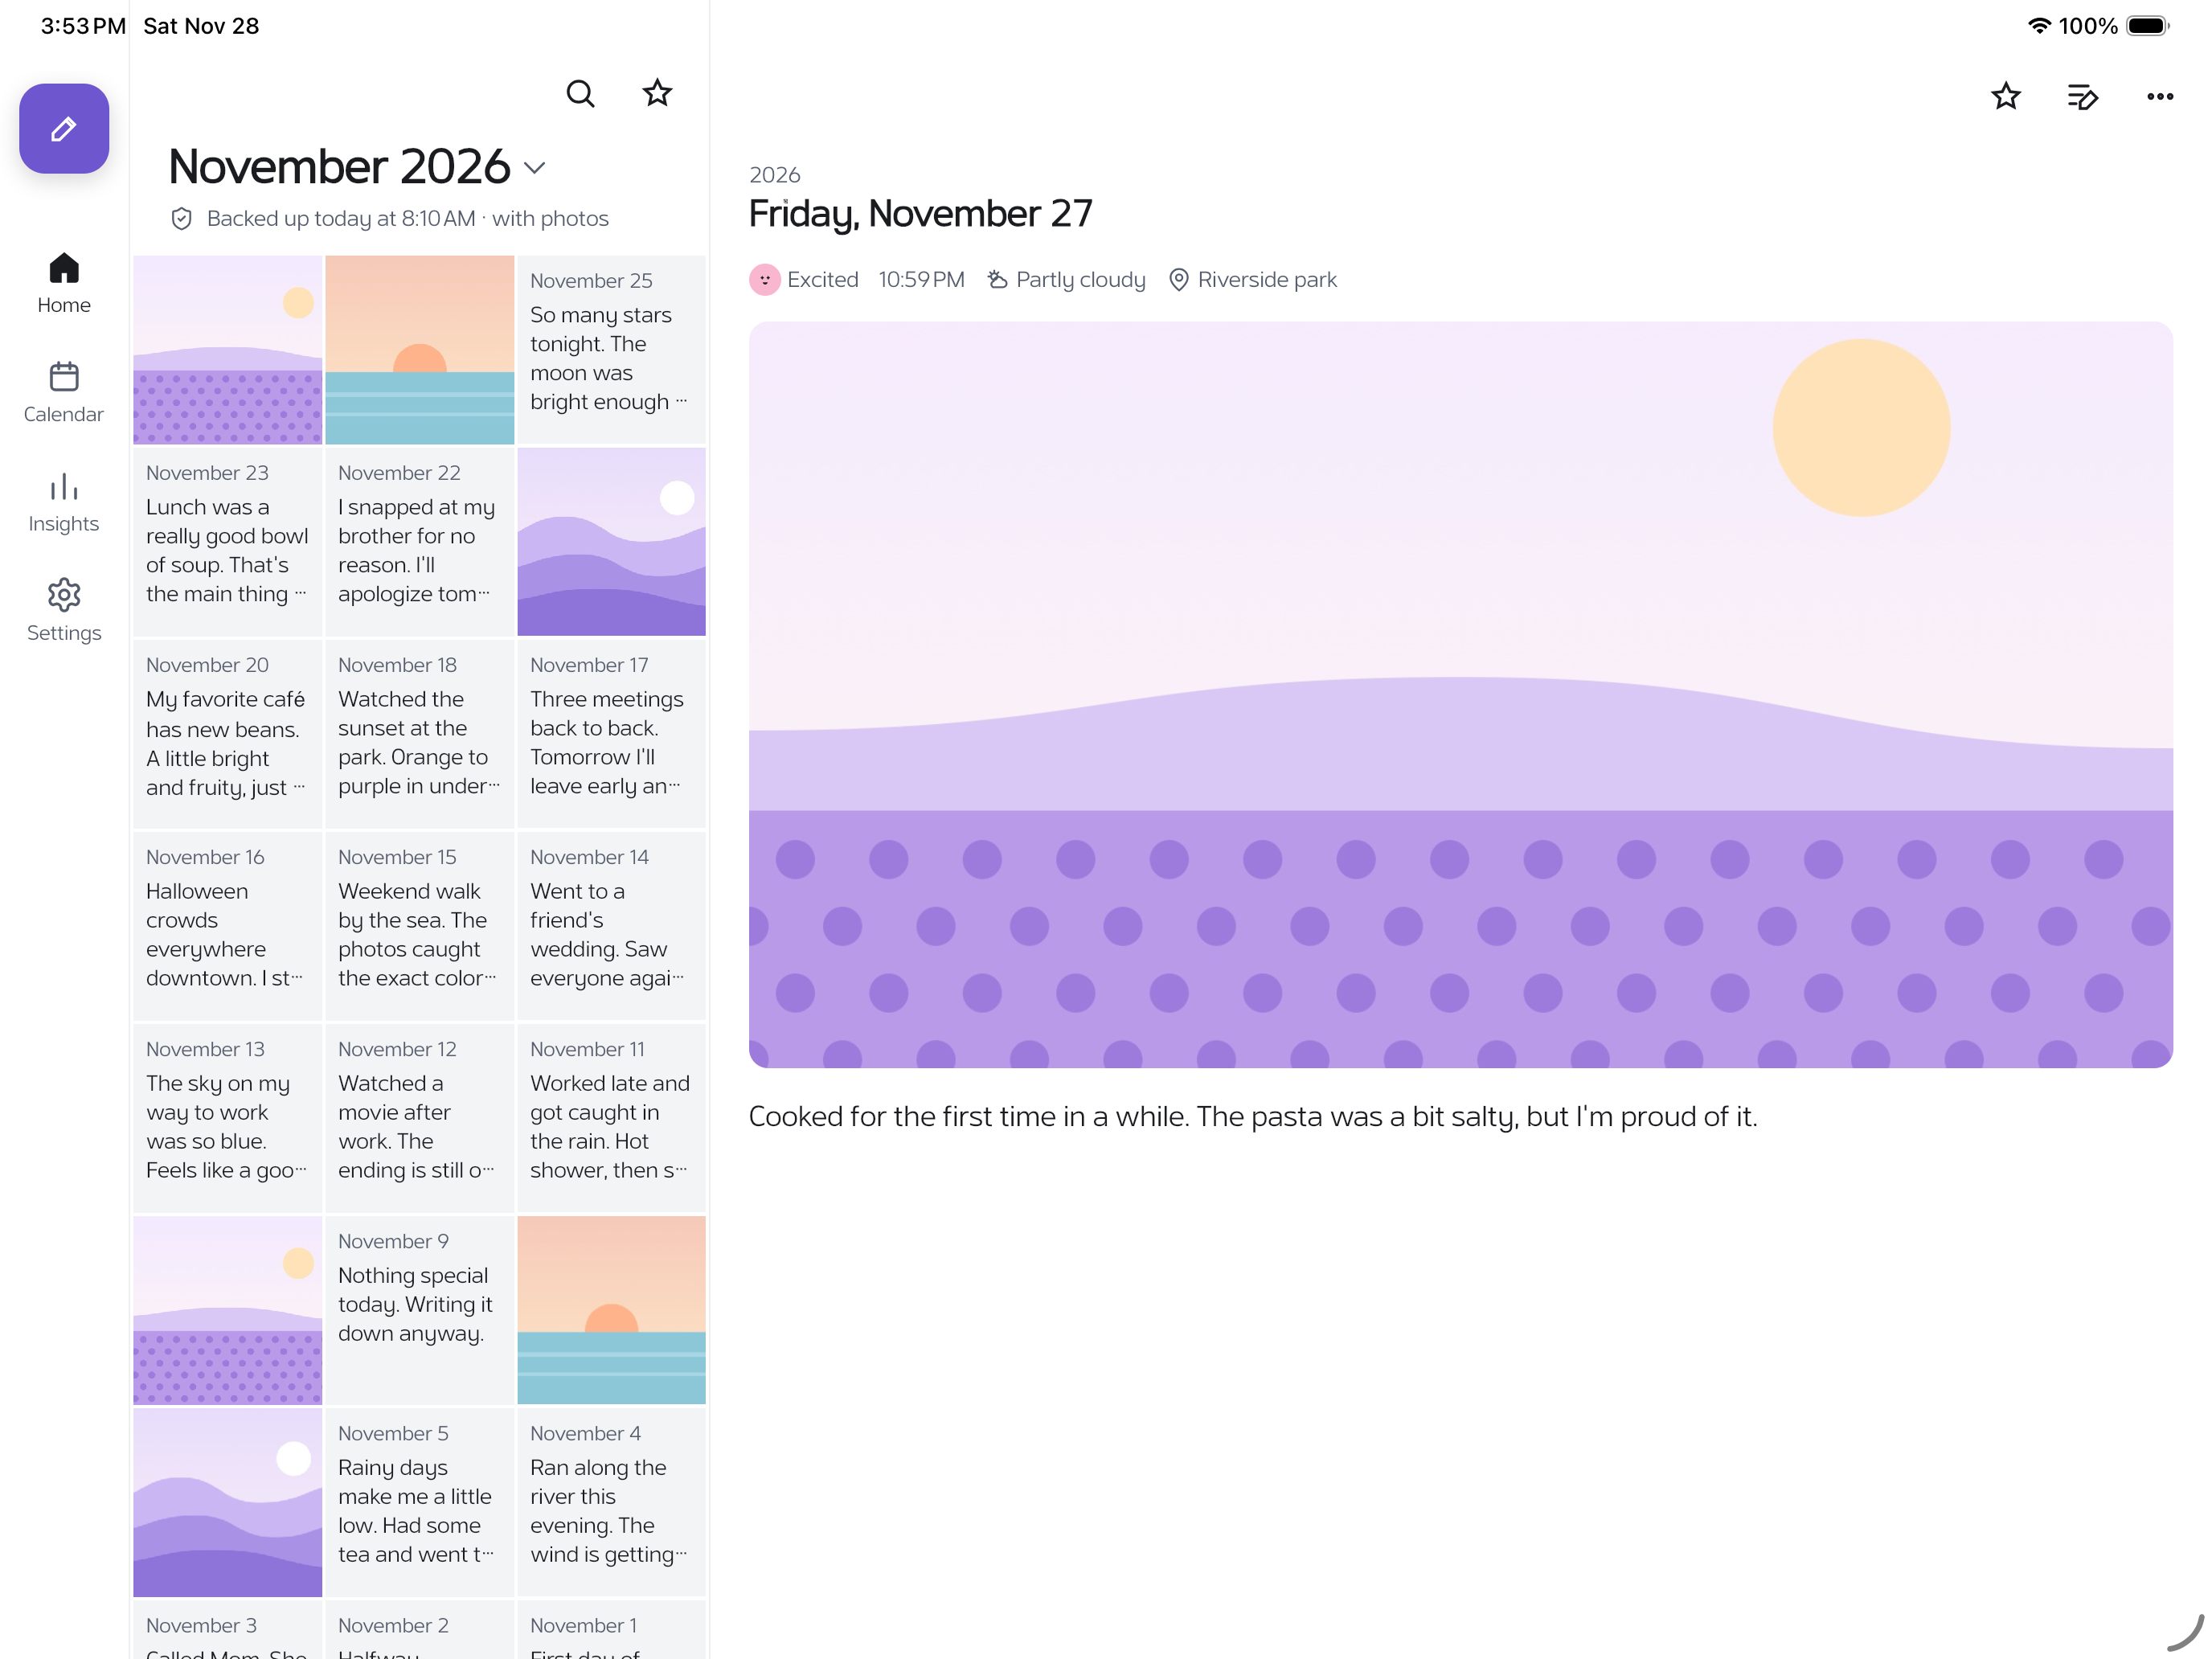 3:53 PM Sat Nov 28
100%
November 2026
Backed up today at 8:10 AM · with photos
Home
Calendar
Insights
Settings
November 25
So many stars
tonight. The
moon was
bright enough ...
November 23
Lunch was a
really good bowl
of soup. That's
the main thing ...
November 22
I snapped at my
brother for no
reason. I'll
apologize tom...
November 20
My favorite café
has new beans.
A little bright
and fruity, just ...
November 18
Watched the
sunset at the
park. Orange to
purple in under...
November 17
Three meetings
back to back.
Tomorrow I'll
leave early an...
November 16
Halloween
crowds
everywhere
downtown. I st...
November 15
Weekend walk
by the sea. The
photos caught
the exact color...
November 14
Went to a
friend's
wedding. Saw
everyone agai...
November 13
The sky on my
way to work
was so blue.
Feels like a goo...
November 12
Watched a
movie after
work. The
ending is still o...
November 11
Worked late and
got caught in
the rain. Hot
shower, then s...
November 9
Nothing special
today. Writing it
down anyway.
November 5
Rainy days
make me a little
low. Had some
tea and went t...
November 4
Ran along the
river this
evening. The
wind is getting...
November 3
Called Mom. She
November 2
Halfway
November 1
First day of
2026
Friday, November 27
Excited 10:59 PM Partly cloudy Riverside park
Cooked for the first time in a while. The pasta was a bit salty, but I'm proud of it.